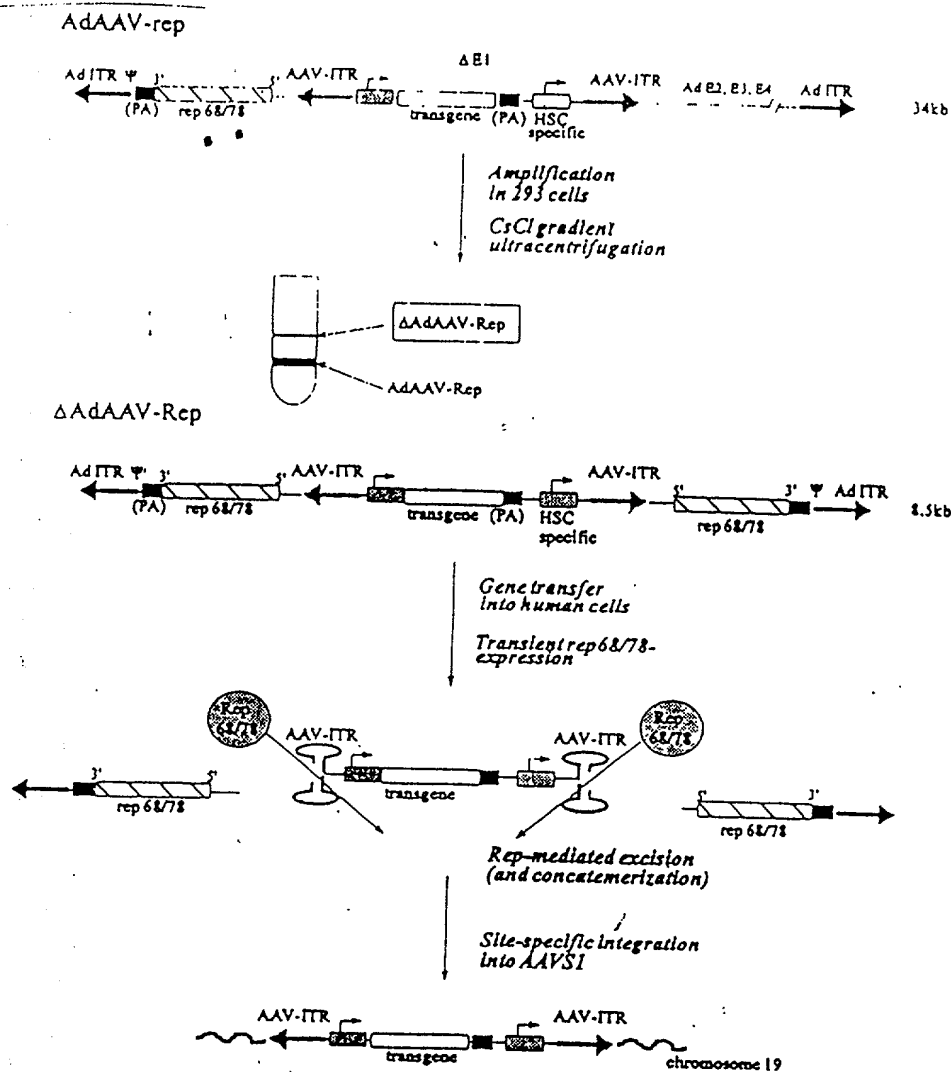 AdAAV-rep
ΔE1
Ad ITR Ψ 3' 5' AAV-ITR AAV-ITR Ad E2, E3, E4 Ad ITR
(PA) rep 68/78 transgene (PA) HSC specific 34kb
Amplification
in 293 cells
CsCl gradient
ultracentrifugation
ΔAdAAV-Rep
AdAAV-Rep
ΔAdAAV-Rep
Ad ITR Ψ 3' 5' AAV-ITR AAV-ITR 5' 3' Ψ Ad ITR
(PA) rep 68/78 transgene (PA) HSC specific rep 68/78 8.5kb
Gene transfer
into human cells
Transient rep 68/78-
expression
Rep 68/78 AAV-ITR AAV-ITR Rep 68/78
3' 5' transgene 5' 3'
rep 68/78 rep 68/78
Rep-mediated excision
(and concatemerization)
Site-specific integration
into AAVS1
AAV-ITR AAV-ITR
transgene chromosome 19